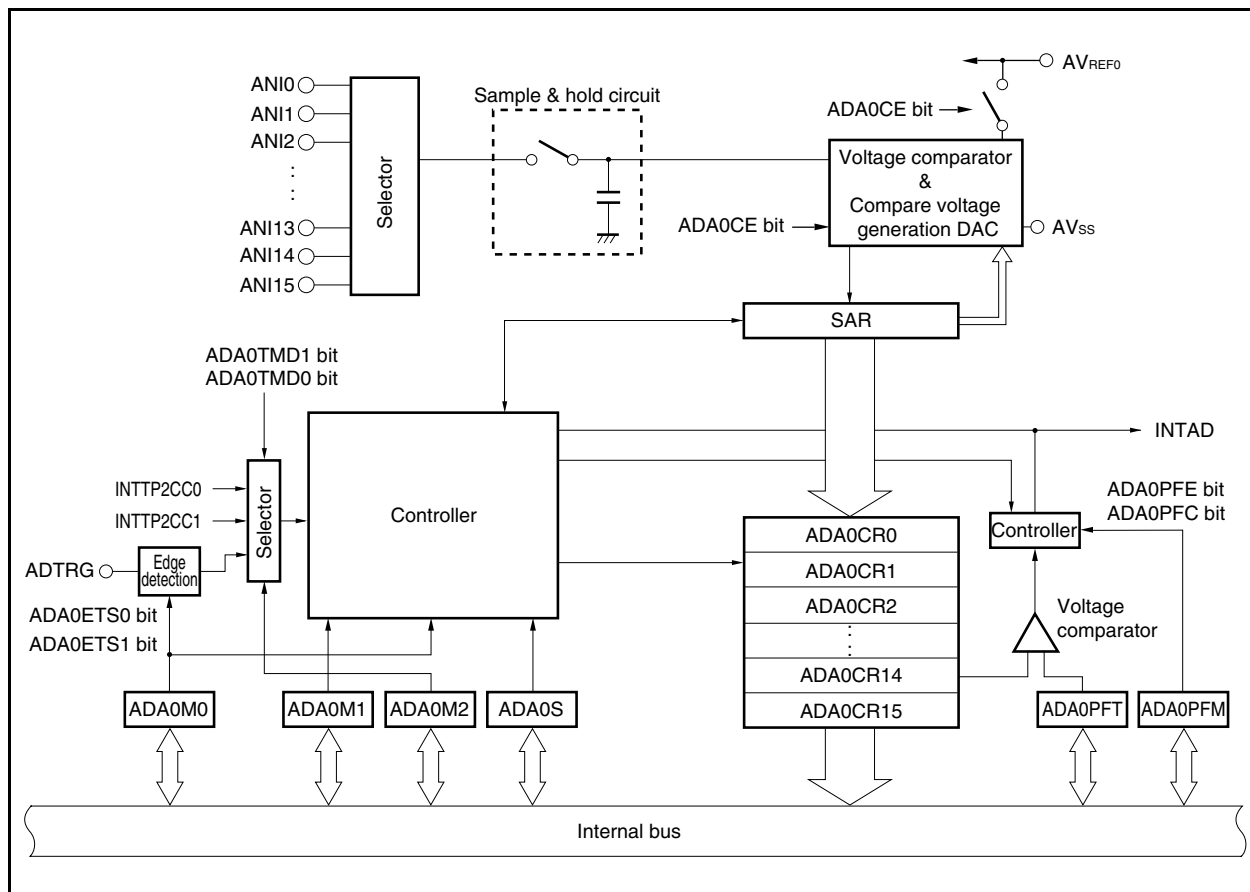 ANI0
ANI1
ANI2
ANI13
ANI14
ANI15
Selector
Sample & hold circuit
AVREF0
ADA0CE bit
Voltage comparator
&
Compare voltage
generation DAC
ADA0CE bit
AVSS
SAR
ADA0TMD1 bit
ADA0TMD0 bit
INTTP2CC0
INTTP2CC1
Selector
ADTRG
Edge
detection
ADA0ETS0 bit
ADA0ETS1 bit
Controller
INTAD
ADA0PFE bit
ADA0PFC bit
Controller
Voltage
comparator
ADA0CR0
ADA0CR1
ADA0CR2
ADA0CR14
ADA0CR15
ADA0M0
ADA0M1
ADA0M2
ADA0S
ADA0PFT
ADA0PFM
Internal bus